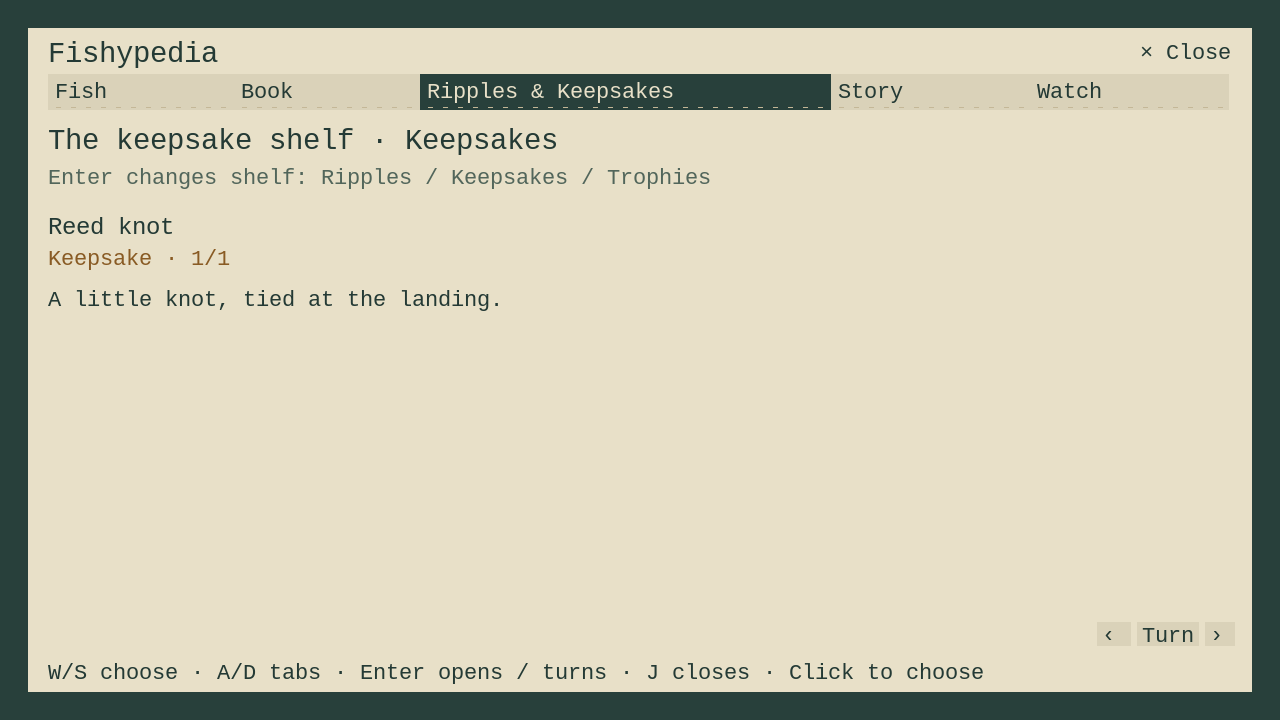 Fishypedia
× Close
Fish Book Ripples & Keepsakes Story Watch
The keepsake shelf · Keepsakes
Enter changes shelf: Ripples / Keepsakes / Trophies
Reed knot
Keepsake · 1/1
A little knot, tied at the landing.
‹ Turn ›
W/S choose · A/D tabs · Enter opens / turns · J closes · Click to choose